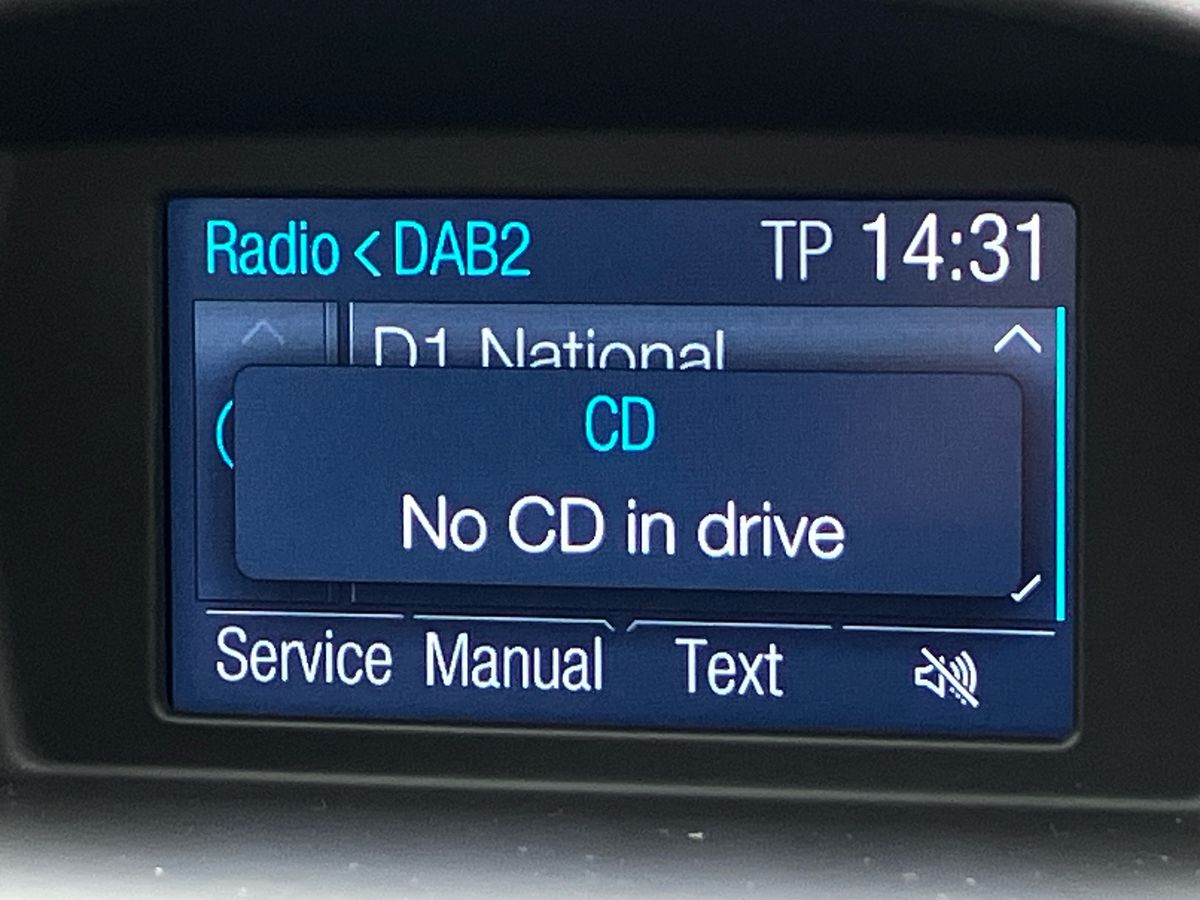 Radio < DAB2 TP 14:31
D1 National
CD
No CD in drive
Service Manual Text